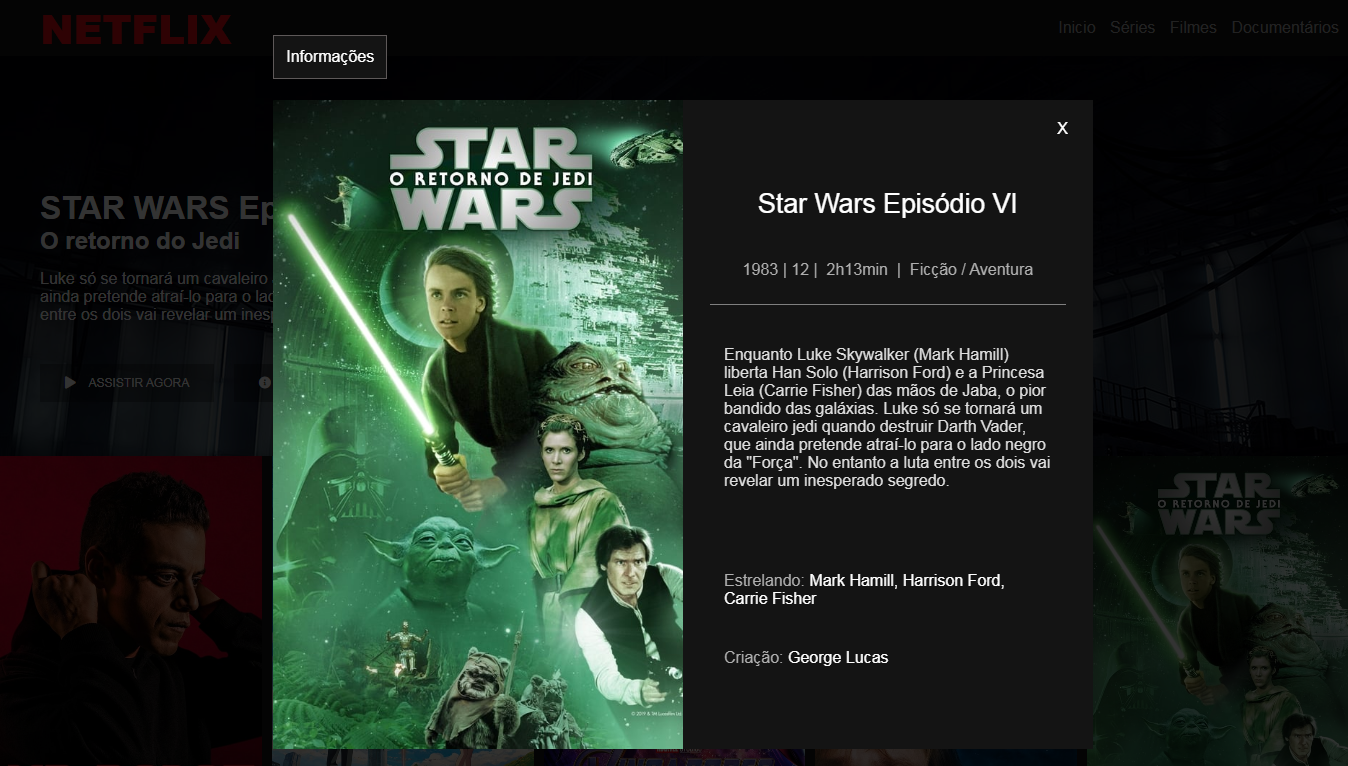 NETFLIX
Inicio Séries Filmes Documentários
Informações
X
STAR WARS Ep
O retorno do Jedi
Luke só se tornará um cavaleiro
ainda pretende atraí-lo para o lad
entre os dois vai revelar um inesp
ASSISTIR AGORA
STAR
O RETORNO DE JEDI
WARS
© 2019 & TM Lucasfilm Ltd
Star Wars Episódio VI
1983 | 12 | 2h13min | Ficção / Aventura
Enquanto Luke Skywalker (Mark Hamill)
liberta Han Solo (Harrison Ford) e a Princesa
Leia (Carrie Fisher) das mãos de Jaba, o pior
bandido das galáxias. Luke só se tornará um
cavaleiro jedi quando destruir Darth Vader,
que ainda pretende atraí-lo para o lado negro
da "Força". No entanto a luta entre os dois vai
revelar um inesperado segredo.
Estrelando: Mark Hamill, Harrison Ford,
Carrie Fisher
Criação: George Lucas
STAR
O RETORNO DE JEDI
WARS